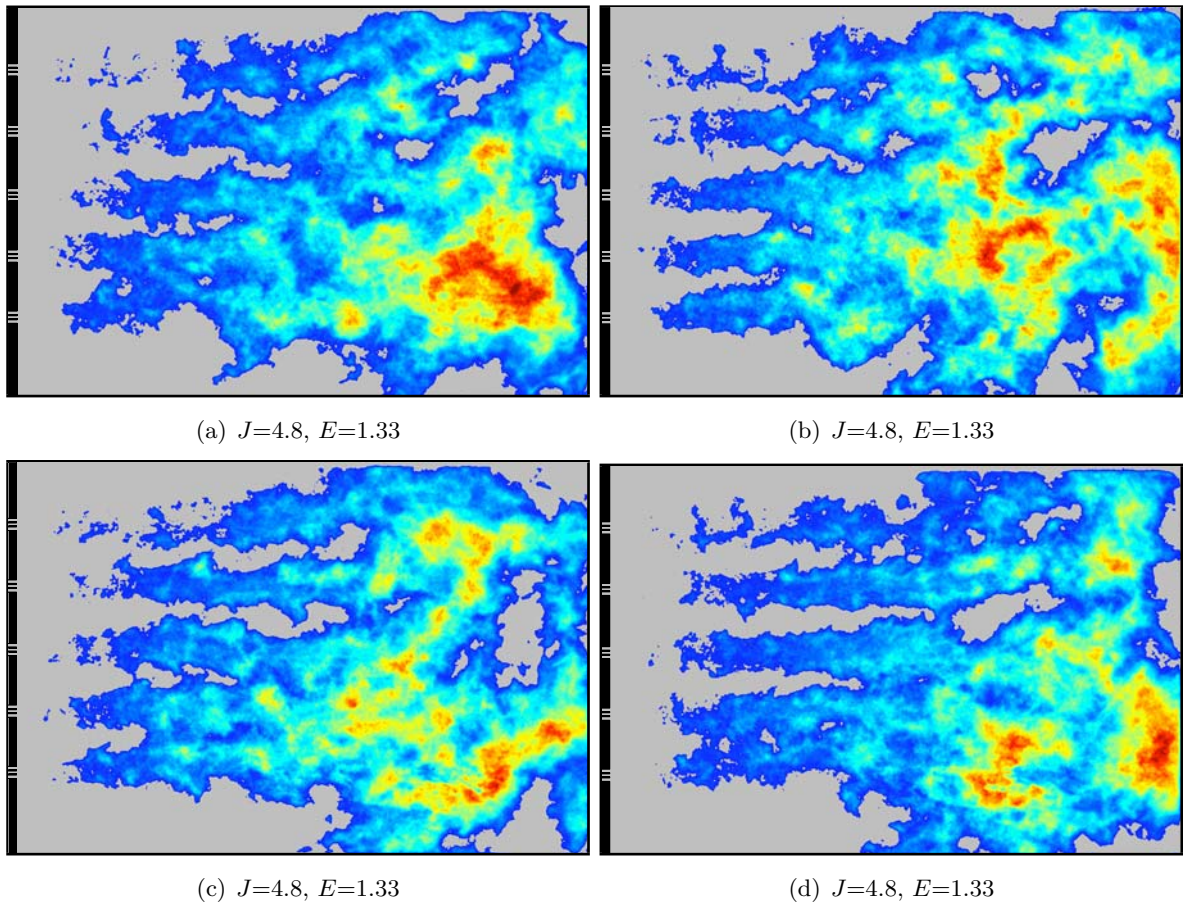 (a) J=4.8, E=1.33
(b) J=4.8, E=1.33
(c) J=4.8, E=1.33
(d) J=4.8, E=1.33